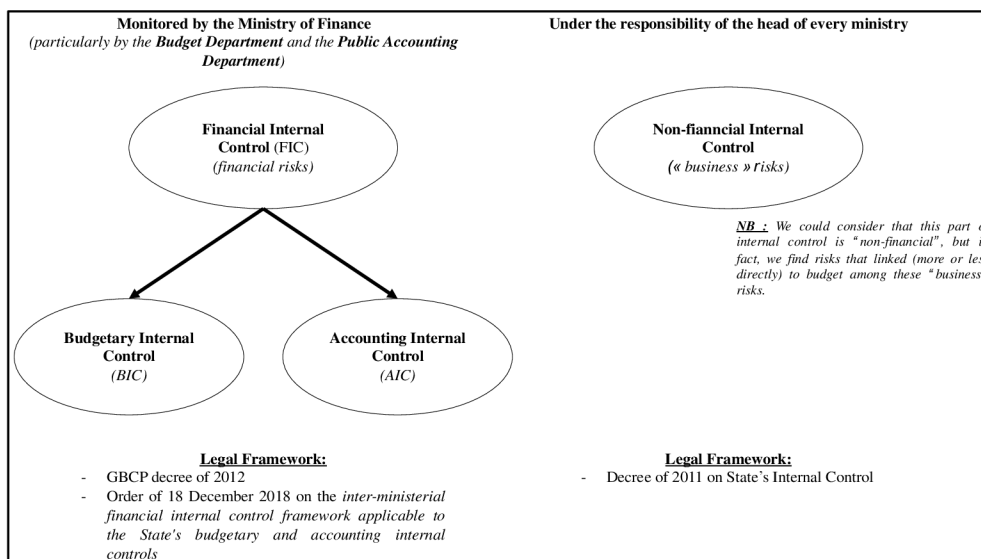 Monitored by the Ministry of Finance
(particularly by the Budget Department and the Public Accounting
Department)
Financial Internal
Control (FIC)
(financial risks)
Budgetary Internal
Control
(BIC)
Accounting Internal
Control
(AIC)
Legal Framework:
- GBCP decree of 2012
- Order of 18 December 2018 on the inter-ministerial
financial internal control framework applicable to
the State's budgetary and accounting internal
controls
Under the responsibility of the head of every ministry
Non-fianncial Internal
Control
(« business » risks)
NB : We could consider that this part
internal control is “non-financial”, but
fact, we find risks that linked (more or
directly) to budget among these “business
risks.
Legal Framework:
- Decree of 2011 on State’s Internal Control